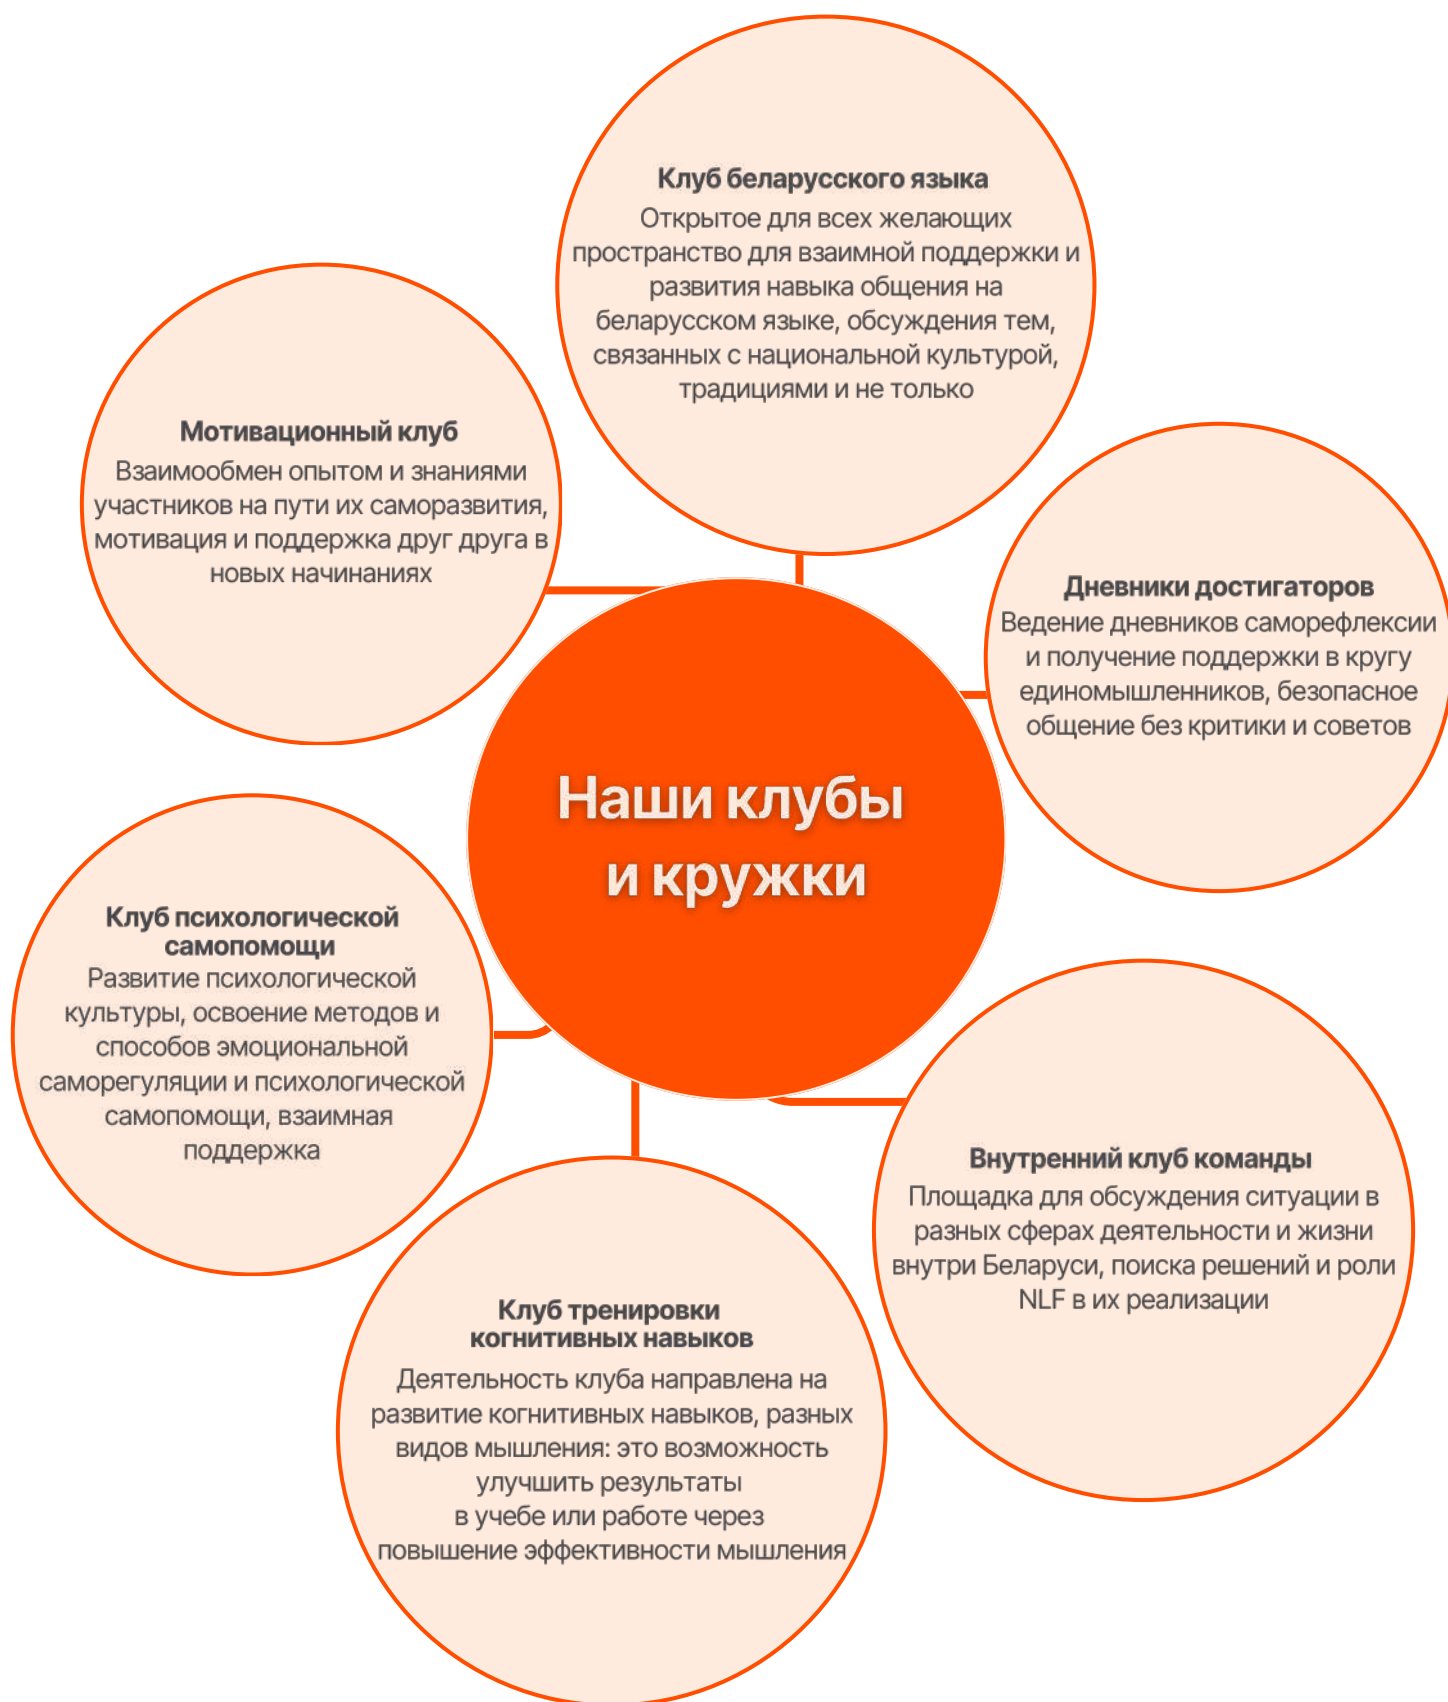 Клуб беларусского языка
Открытое для всех желающих
пространство для взаимной поддержки и
развития навыка общения на
беларусском языке, обсуждения тем,
связанных с национальной культурой,
традициями и не только
Мотивационный клуб
Взаимообмен опытом и знаниями
участников на пути их саморазвития,
мотивация и поддержка друг друга в
новых начинаниях
Дневники достигаторов
Ведение дневников саморефлексии
и получение поддержки в кругу
единомышленников, безопасное
общение без критики и советов
Наши клубы
и кружки
Клуб психологической
самопомощи
Развитие психологической
культуры, освоение методов и
способов эмоциональной
саморегуляции и психологической
самопомощи, взаимная
поддержка
Внутренний клуб команды
Площадка для обсуждения ситуации в
разных сферах деятельности и жизни
внутри Беларуси, поиска решений и роли
NLF в их реализации
Клуб тренировки
когнитивных навыков
Деятельность клуба направлена на
развитие когнитивных навыков, разных
видов мышления: это возможность
улучшить результаты
в учебе или работе через
повышение эффективности мышления